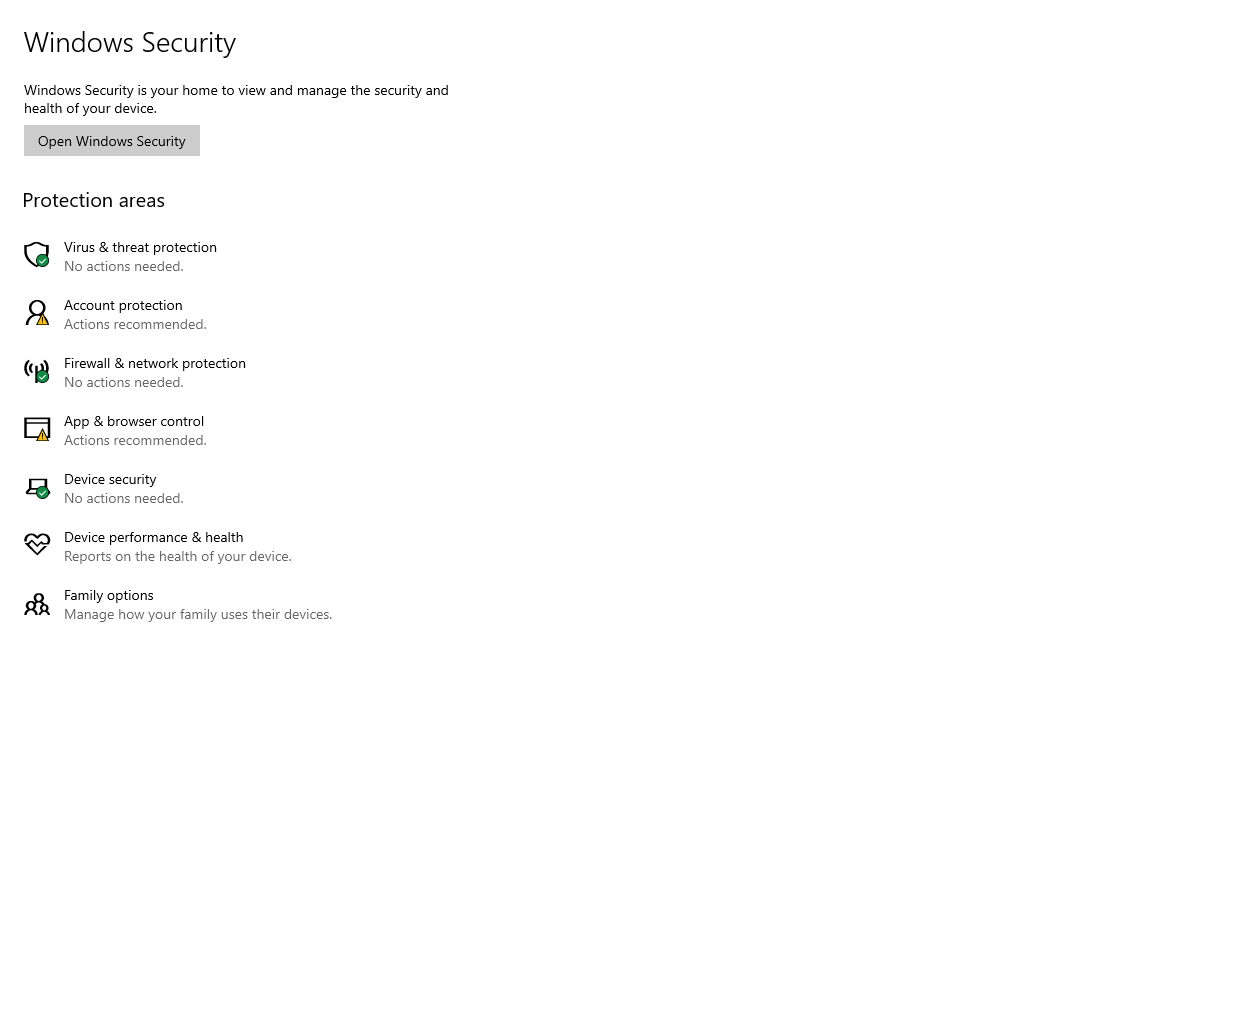 Windows Security
Windows Security is your home to view and manage the security and
health of your device.
Open Windows Security
Protection areas
Virus & threat protection
No actions needed.
Account protection
Actions recommended.
Firewall & network protection
No actions needed.
App & browser control
Actions recommended.
Device security
No actions needed.
Device performance & health
Reports on the health of your device.
Family options
Manage how your family uses their devices.